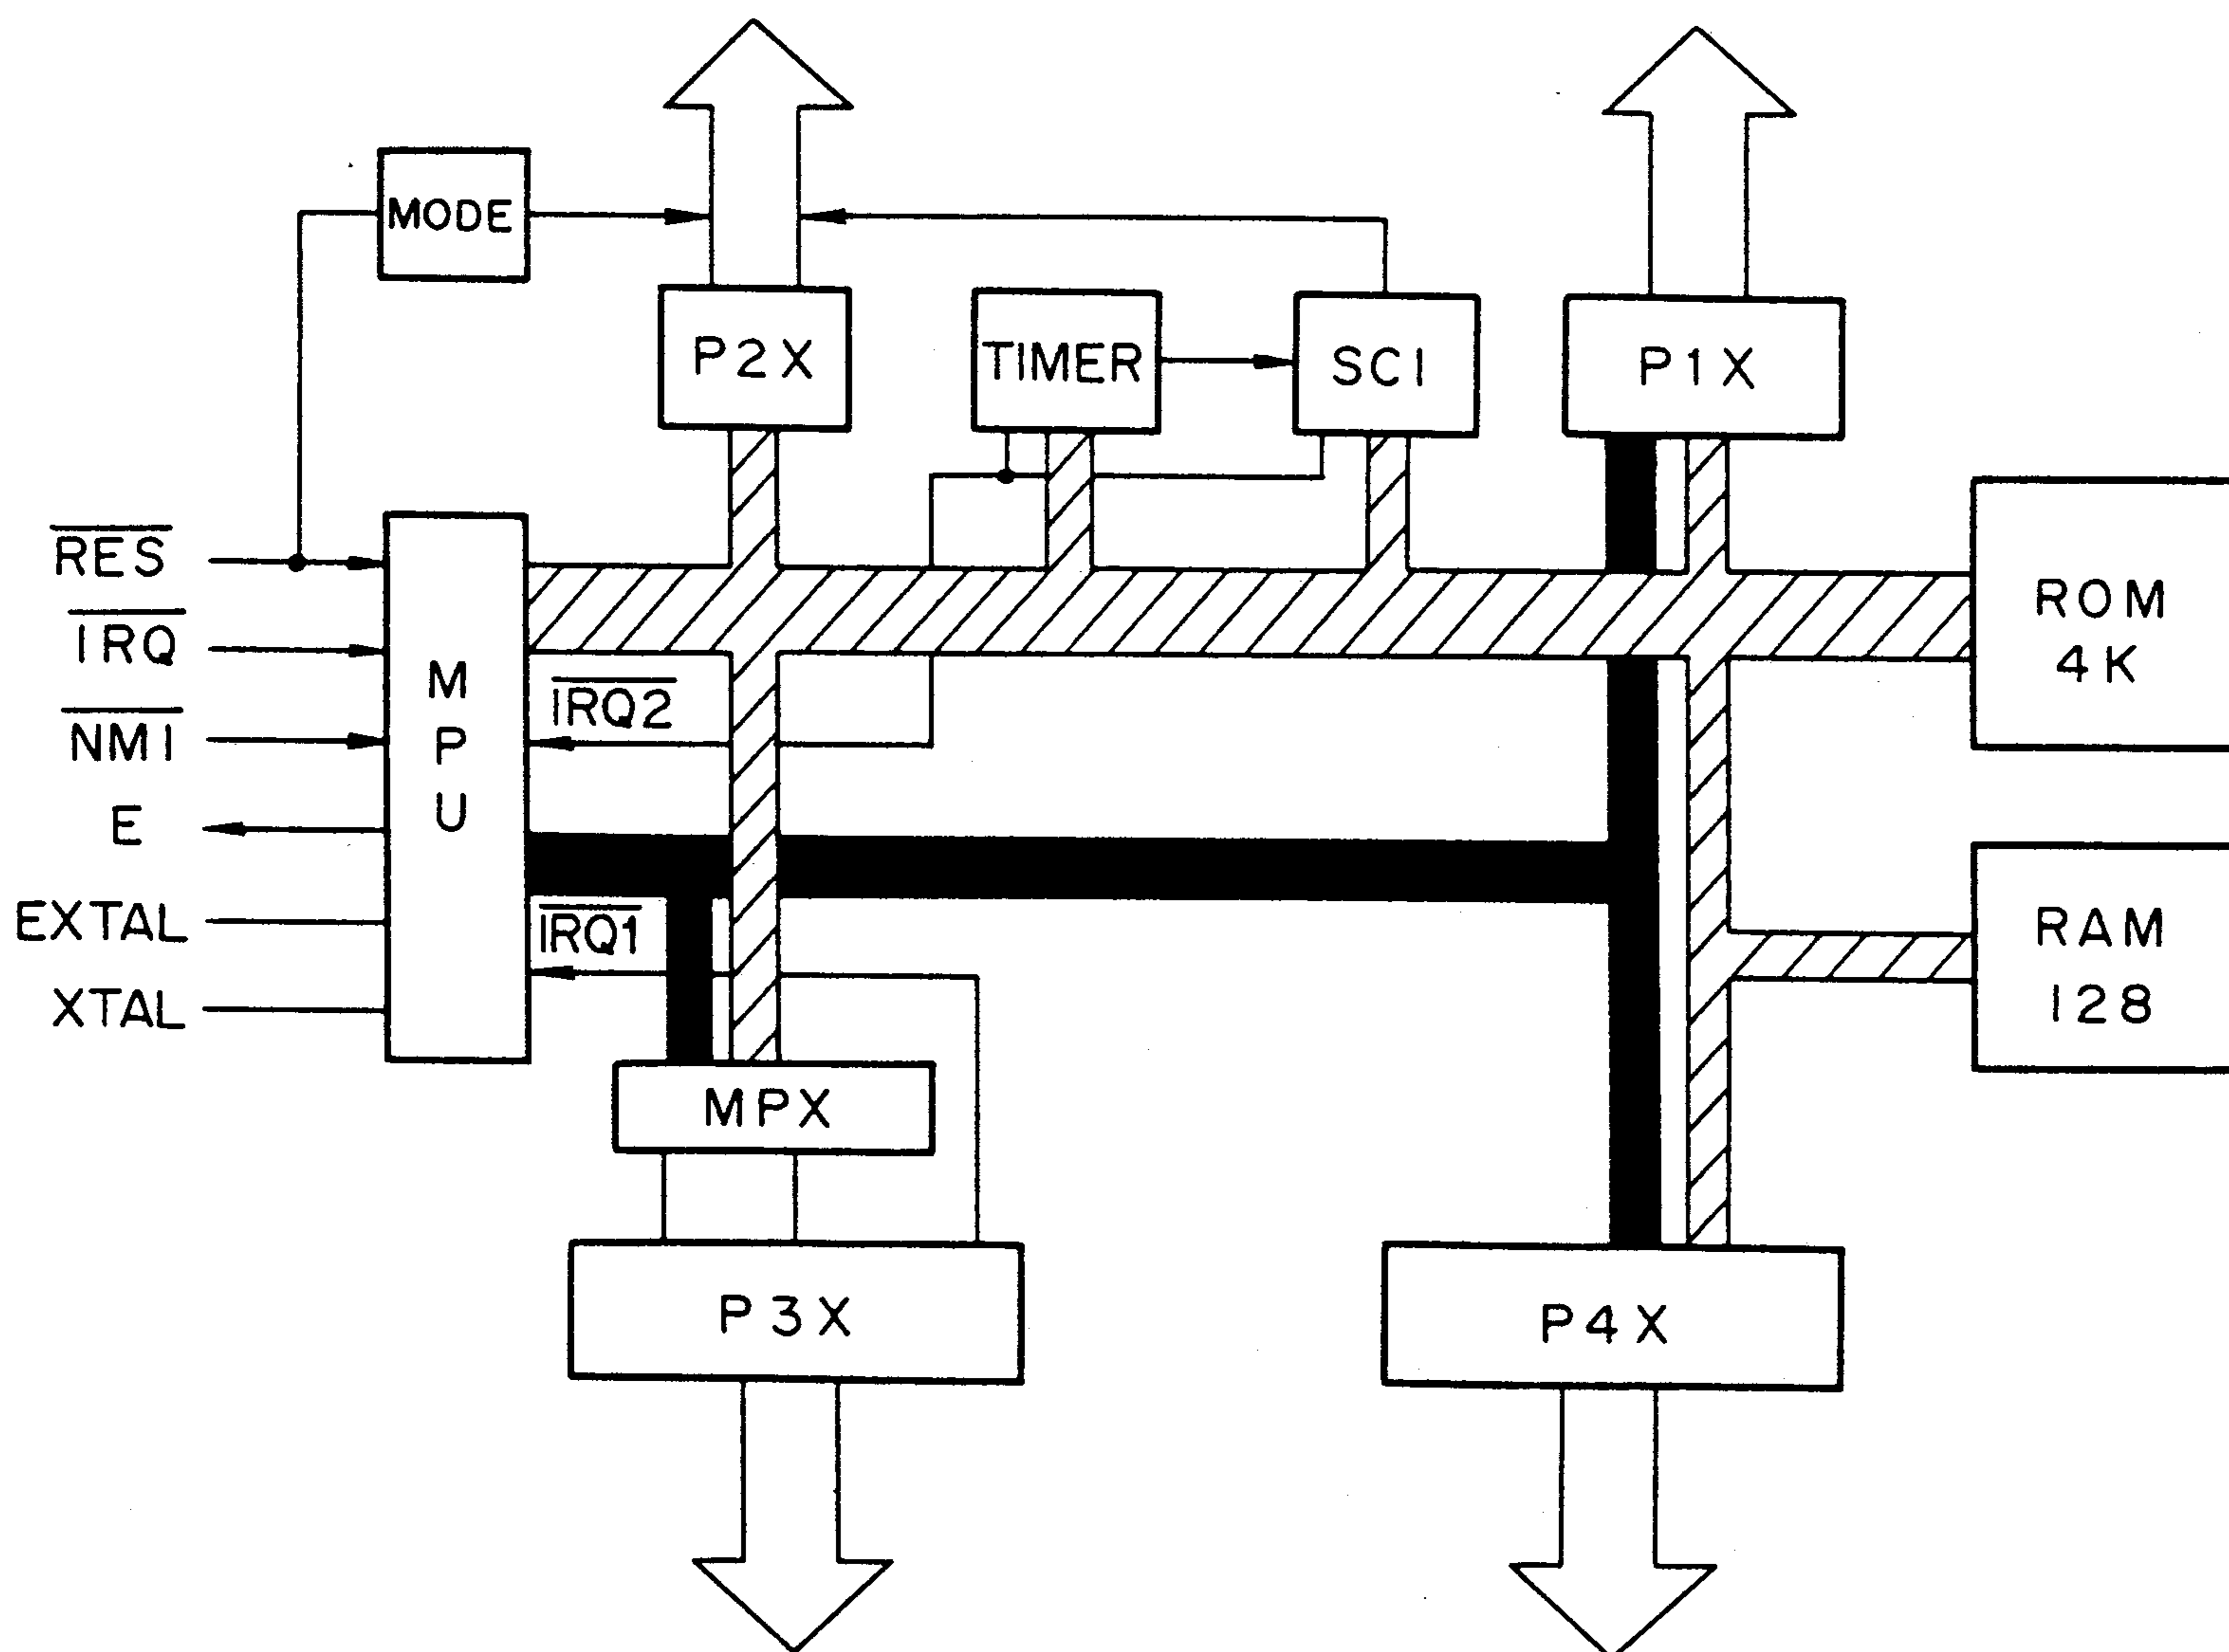 MODE
P2X
TIMER
SCI
P1X
RES
IRQ
NMI
E
EXTAL
XTAL
MPU
IRQ2
IRQ1
ROM
4K
RAM
128
MPX
P3X
P4X